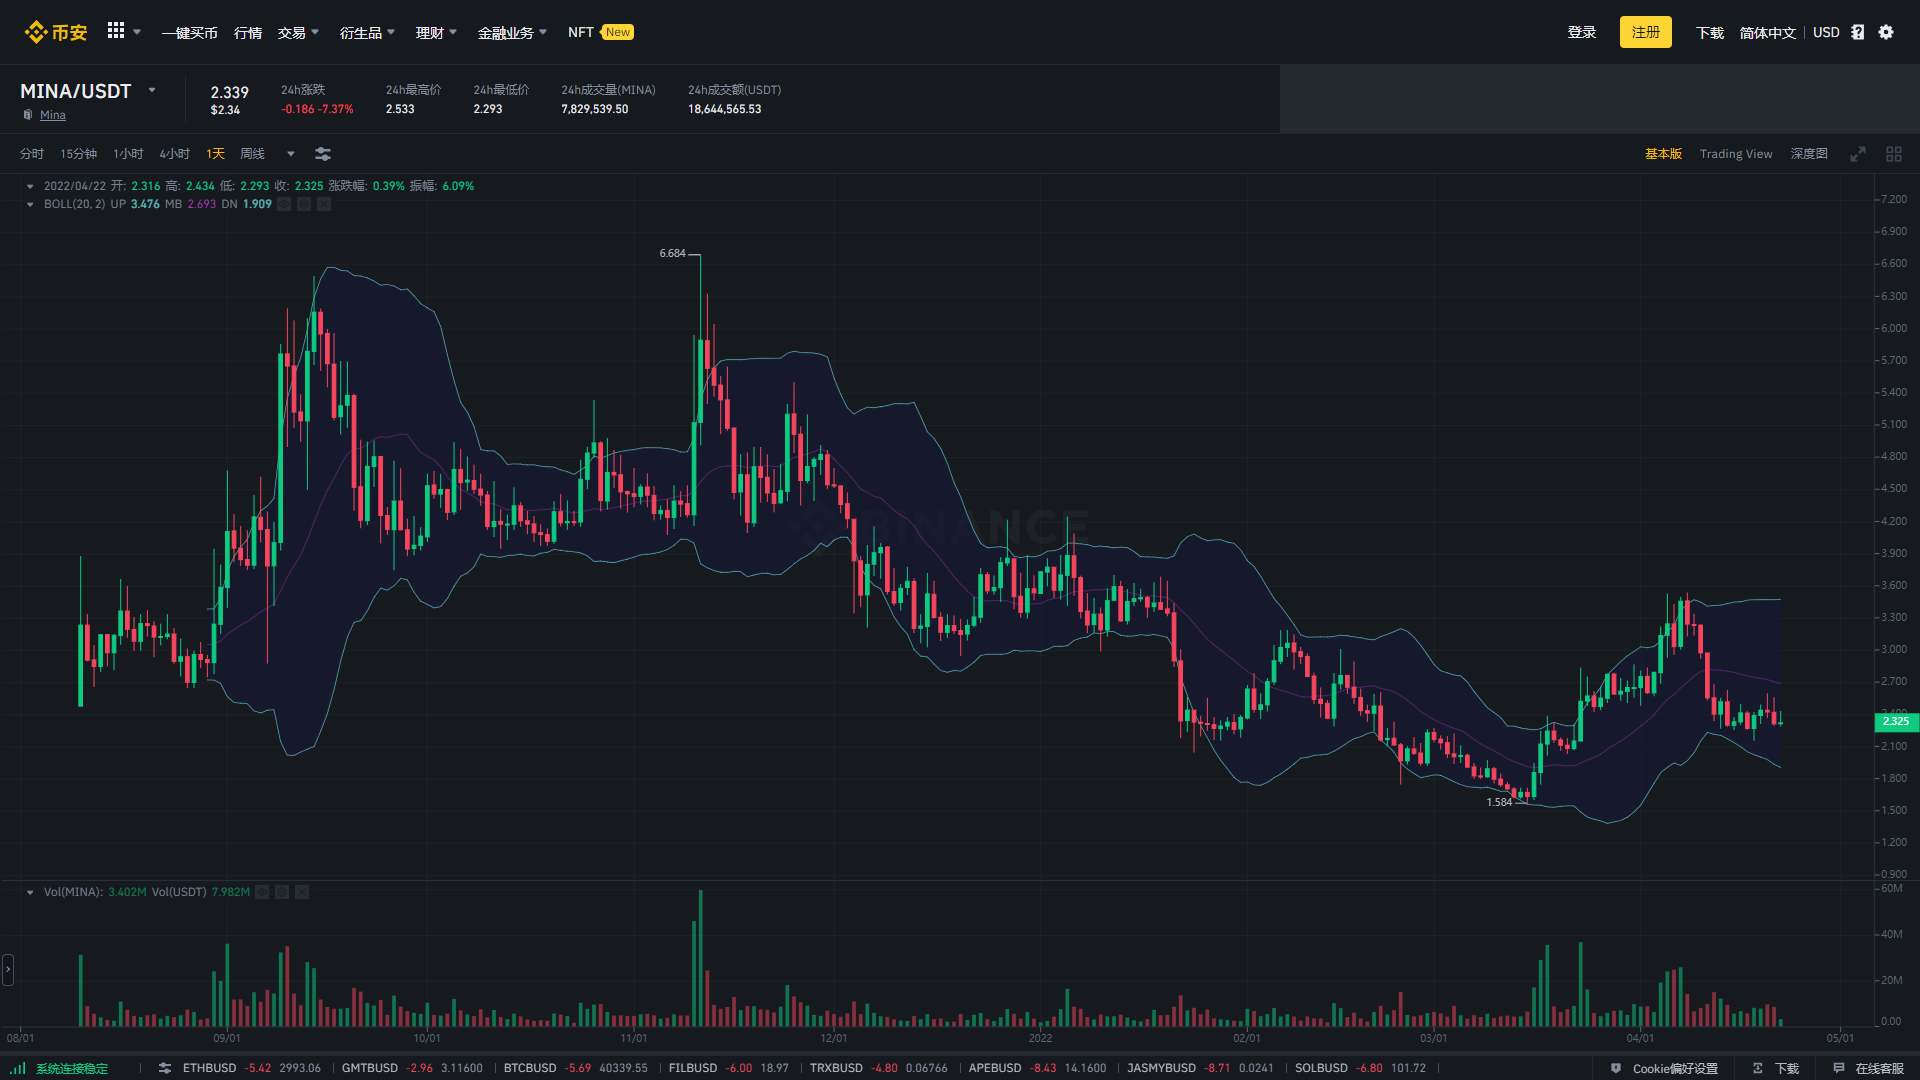 币安 一键买币 行情 交易 衍生品 理财 金融业务 NFT New 登录 注册 下载 简体中文 USD
MINA/USDT
Mina
2.339
$2.34
24h涨跌
-0.186 -7.37%
24h最高价
2.533
24h最低价
2.293
24h成交量(MINA)
7,829,539.50
24h成交额(USDT)
18,644,565.53
分时 15分钟 1小时 4小时 1天 周线 基本版 Trading View 深度图
2022/04/22 开: 2.316 高: 2.434 低: 2.293 收: 2.325 涨跌幅: 0.39% 振幅: 6.09%
BOLL(20, 2) UP 3.476 MB 2.693 DN 1.909
7.200
6.900
6.600
6.300
6.000
5.700
5.400
5.100
4.800
4.500
4.200
3.900
3.600
3.300
3.000
2.700
2.400
2.325
2.100
1.800
1.500
1.200
0.900
6.684
BINANCE
1.584
Vol(MINA): 3.402M Vol(USDT) 7.982M
60M
40M
20M
0.00
08/01 09/01 10/01 11/01 12/01 2022 02/01 03/01 04/01 05/01
系统连接稳定 ETHBUSD -5.42 2993.06 GMTBUSD -2.96 3.11600 BTCBUSD -5.69 40339.55 FILBUSD -6.00 18.97 TRXBUSD -4.80 0.06766 APEBUSD -8.43 14.1600 JASMYBUSD -8.71 0.0241 SOLBUSD -6.80 101.72 Cookie偏好设置 下载 在线客服